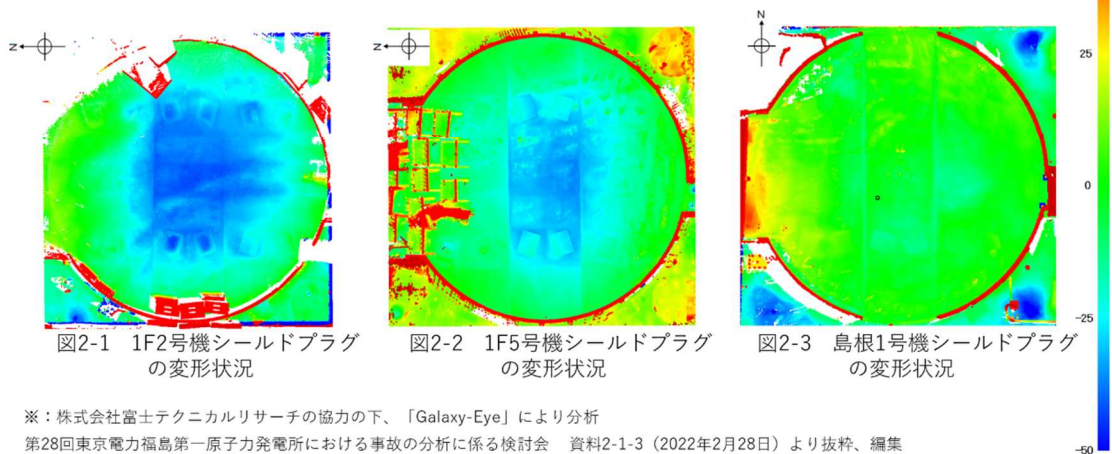 N
N
N
25
0
−25
−50
図2-1　1F2号機シールドプラグ
の変形状況
図2-2　1F5号機シールドプラグ
の変形状況
図2-3　島根1号機シールドプラグ
の変形状況
※：株式会社富士テクニカルリサーチの協力の下、「Galaxy-Eye」により分析
第28回東京電力福島第一原子力発電所における事故の分析に係る検討会　資料2-1-3（2022年2月28日）より抜粋、編集